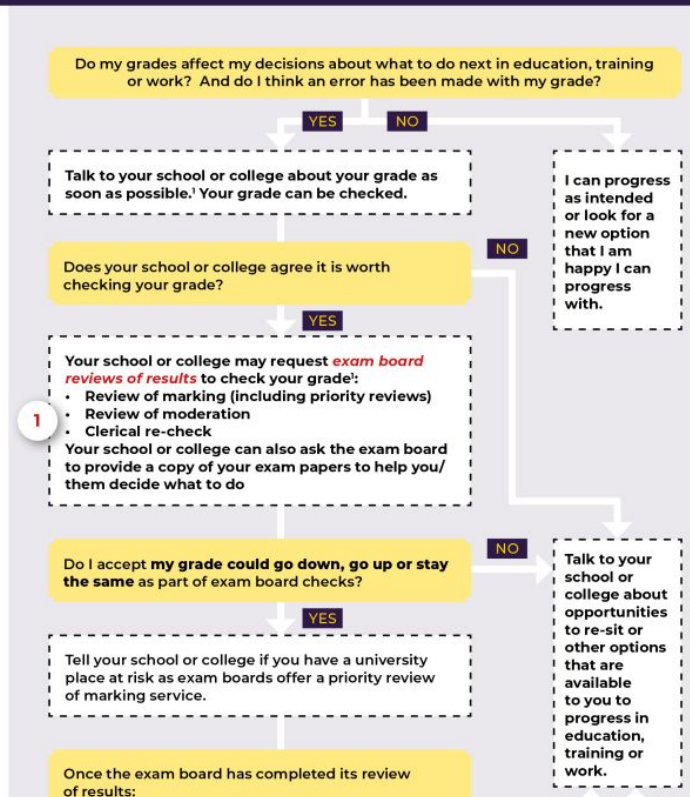 Do my grades affect my decisions about what to do next in education, training
or work? And do I think an error has been made with my grade?
YES
NO
Talk to your school or college about your grade as
soon as possible.¹ Your grade can be checked.
I can progress
as intended
or look for a
new option
that I am
happy I can
progress
with.
Does your school or college agree it is worth
checking your grade?
NO
YES
1
Your school or college may request exam board
reviews of results to check your grade¹:
• Review of marking (including priority reviews)
• Review of moderation
• Clerical re-check
Your school or college can also ask the exam board
to provide a copy of your exam papers to help you/
them decide what to do
Do I accept my grade could go down, go up or stay
the same as part of exam board checks?
NO
YES
Talk to your
school or
college about
opportunities
to re-sit or
other options
that are
available
to you to
progress in
education,
training or
work.
Tell your school or college if you have a university
place at risk as exam boards offer a priority review
of marking service.
Once the exam board has completed its review
of results: